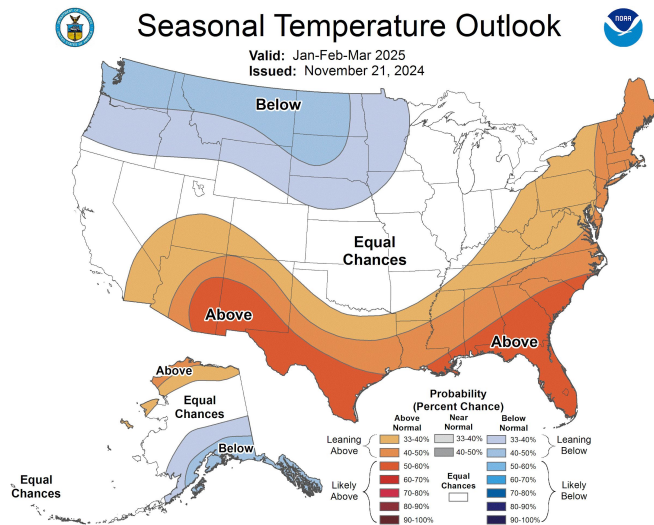 Seasonal Temperature Outlook
Valid: Jan-Feb-Mar 2025
Issued: November 21, 2024
NOAA
Below
Equal
Chances
Above
Above
Above
Equal
Chances
Below
Equal
Chances
Probability
(Percent Chance)
Above
Normal
Near
Normal
Below
Normal
Leaning
Above
33-40%
40-50%
33-40%
40-50%
33-40%
40-50%
Leaning
Below
Likely
Above
50-60%
60-70%
70-80%
80-90%
90-100%
Equal
Chances
50-60%
60-70%
70-80%
80-90%
90-100%
Likely
Below